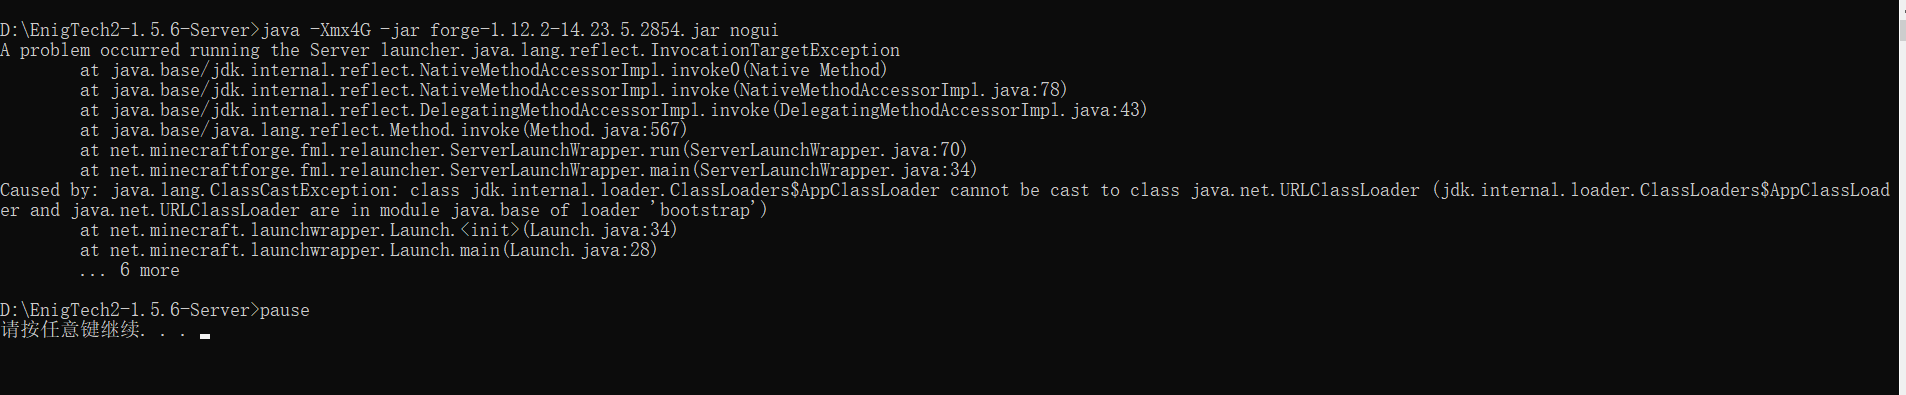 D:\EnigTech2-1.5.6-Server>java -Xmx4G -jar forge-1.12.2-14.23.5.2854.jar nogui
A problem occurred running the Server launcher.java.lang.reflect.InvocationTargetException
at java.base/jdk.internal.reflect.NativeMethodAccessorImpl.invoke0(Native Method)
at java.base/jdk.internal.reflect.NativeMethodAccessorImpl.invoke(NativeMethodAccessorImpl.java:78)
at java.base/jdk.internal.reflect.DelegatingMethodAccessorImpl.invoke(DelegatingMethodAccessorImpl.java:43)
at java.base/java.lang.reflect.Method.invoke(Method.java:567)
at net.minecraftforge.fml.relauncher.ServerLaunchWrapper.run(ServerLaunchWrapper.java:70)
at net.minecraftforge.fml.relauncher.ServerLaunchWrapper.main(ServerLaunchWrapper.java:34)
Caused by: java.lang.ClassCastException: class jdk.internal.loader.ClassLoaders$AppClassLoader cannot be cast to class java.net.URLClassLoader (jdk.internal.loader.ClassLoaders$AppClassLoad
er and java.net.URLClassLoader are in module java.base of loader 'bootstrap')
at net.minecraft.launchwrapper.Launch.<init>(Launch.java:34)
at net.minecraft.launchwrapper.Launch.main(Launch.java:28)
... 6 more
D:\EnigTech2-1.5.6-Server>pause
请按任意键继续. . .